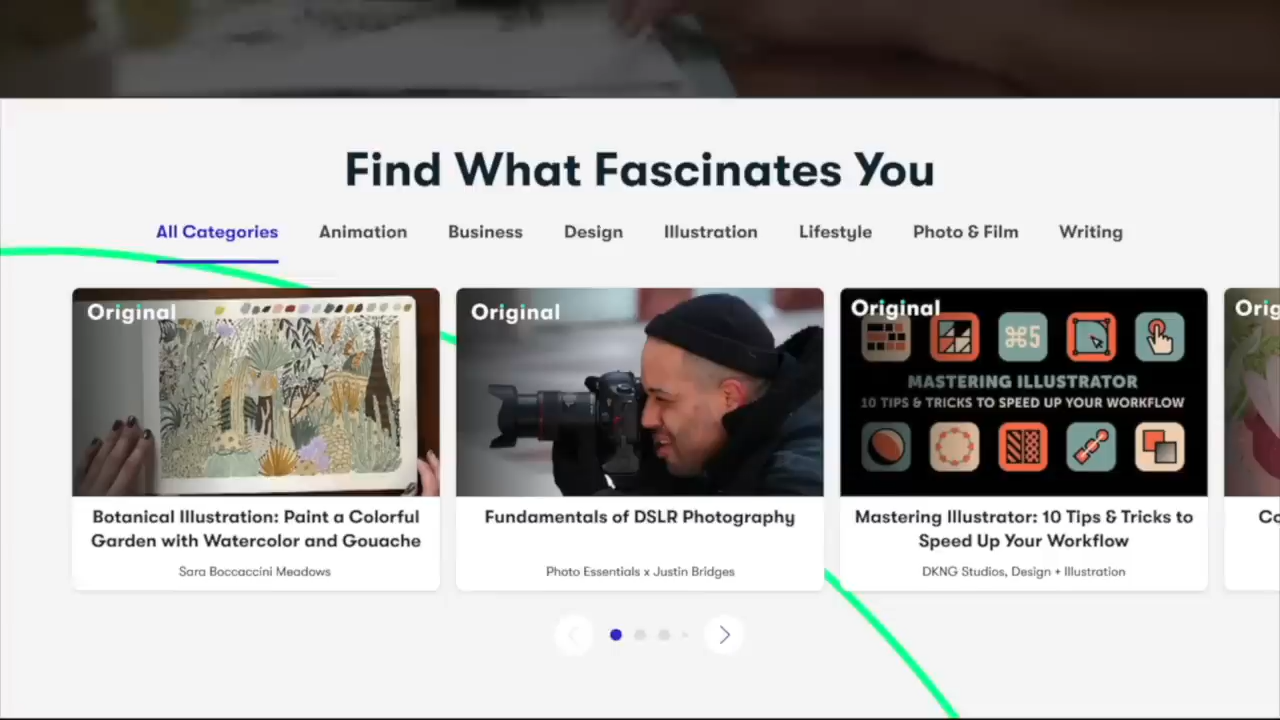 Find What Fascinates You
All Categories Animation Business Design Illustration Lifestyle Photo & Film Writing
Original
Botanical Illustration: Paint a Colorful
Garden with Watercolor and Gouache
Sara Boccaccini Meadows
Original
Fundamentals of DSLR Photography
Photo Essentials x Justin Bridges
Original
⌘5
MASTERING ILLUSTRATOR
10 TIPS & TRICKS TO SPEED UP YOUR WORKFLOW
Mastering Illustrator: 10 Tips & Tricks to
Speed Up Your Workflow
DKNG Studios, Design + Illustration
Orig
Co